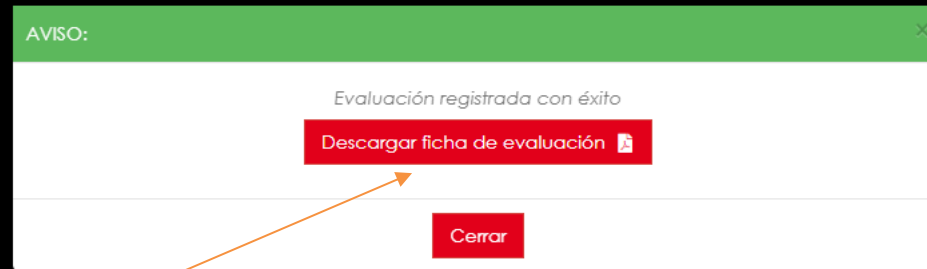 AVISO:
×
Evaluación registrada con éxito
Descargar ficha de evaluación
Cerrar